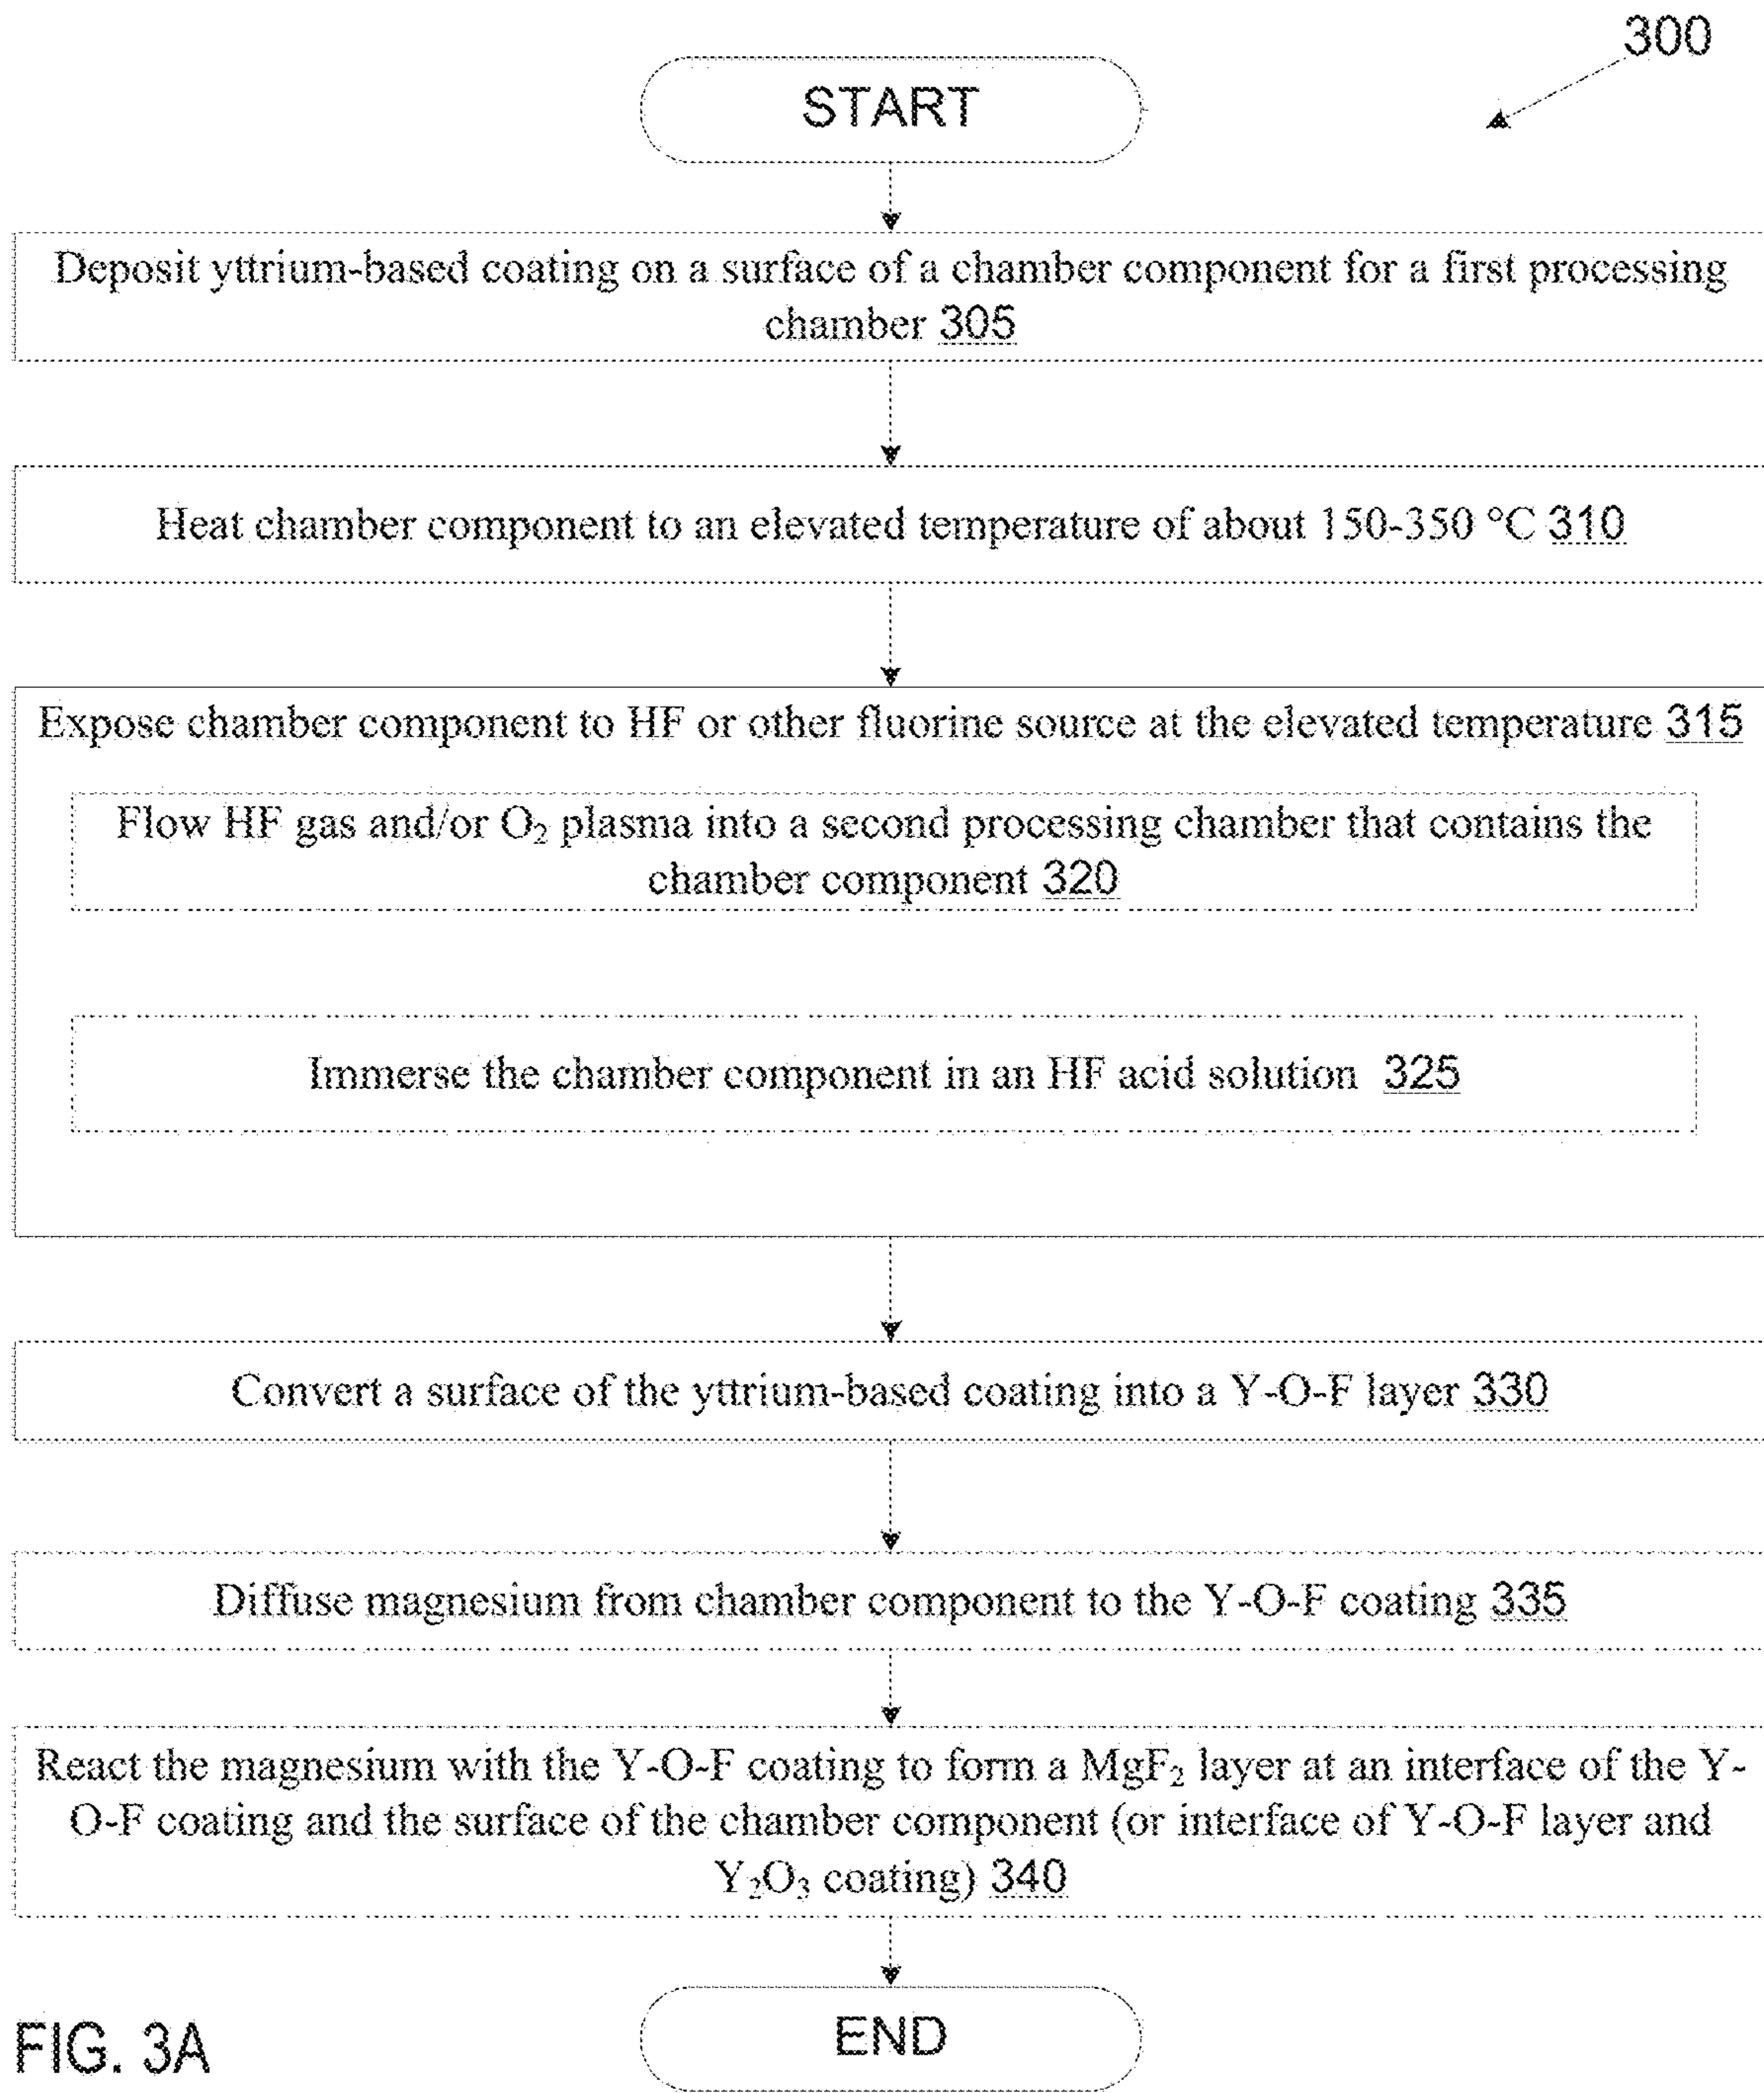 300
START
Deposit yttrium-based coating on a surface of a chamber component for a first processing
chamber 305
Heat chamber component to an elevated temperature of about 150-350 °C 310
Expose chamber component to HF or other fluorine source at the elevated temperature 315
Flow HF gas and/or O₂ plasma into a second processing chamber that contains the
chamber component 320
Immerse the chamber component in an HF acid solution 325
Convert a surface of the yttrium-based coating into a Y-O-F layer 330
Diffuse magnesium from chamber component to the Y-O-F coating 335
React the magnesium with the Y-O-F coating to form a MgF₂ layer at an interface of the Y-
O-F coating and the surface of the chamber component (or interface of Y-O-F layer and
Y₂O₃ coating) 340
END
FIG. 3A